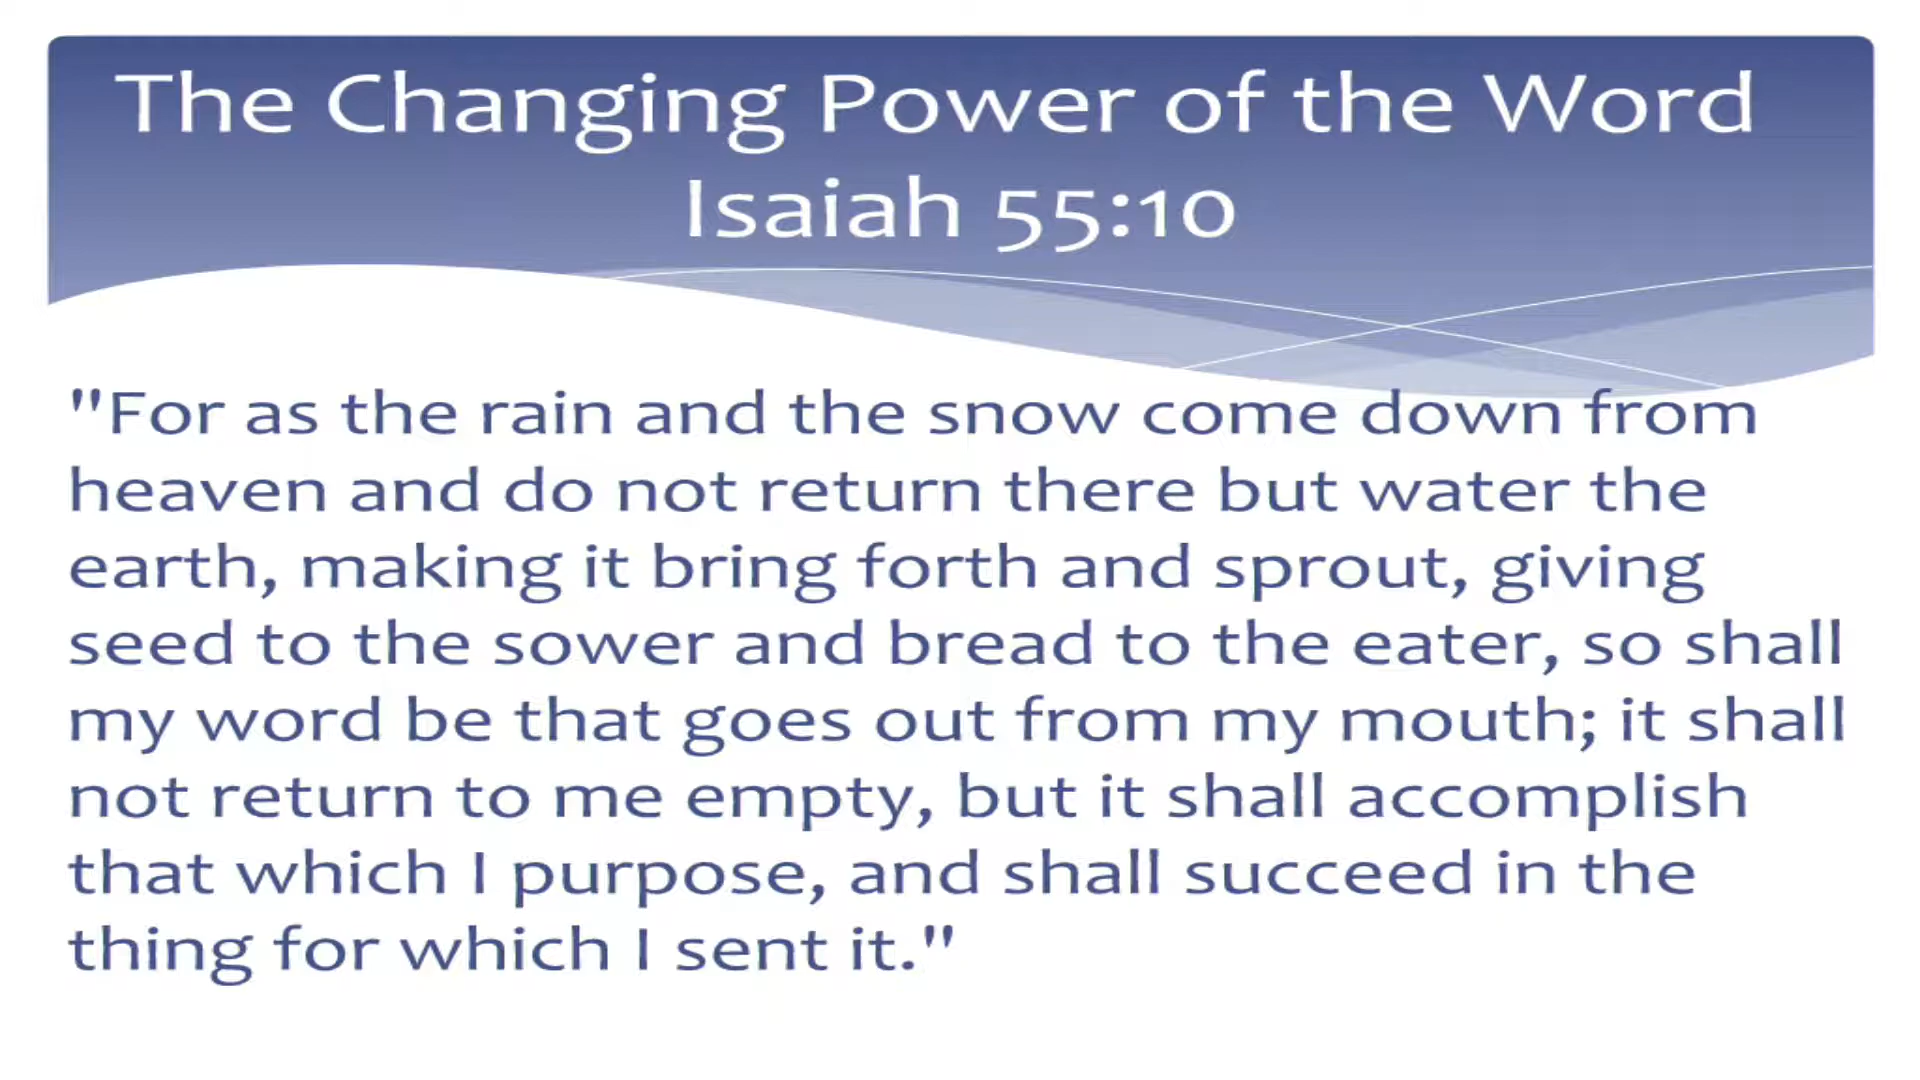 The Changing Power of the Word
Isaiah 55:10
"For as the rain and the snow come down from
heaven and do not return there but water the
earth, making it bring forth and sprout, giving
seed to the sower and bread to the eater, so shall
my word be that goes out from my mouth; it shall
not return to me empty, but it shall accomplish
that which I purpose, and shall succeed in the
thing for which I sent it."